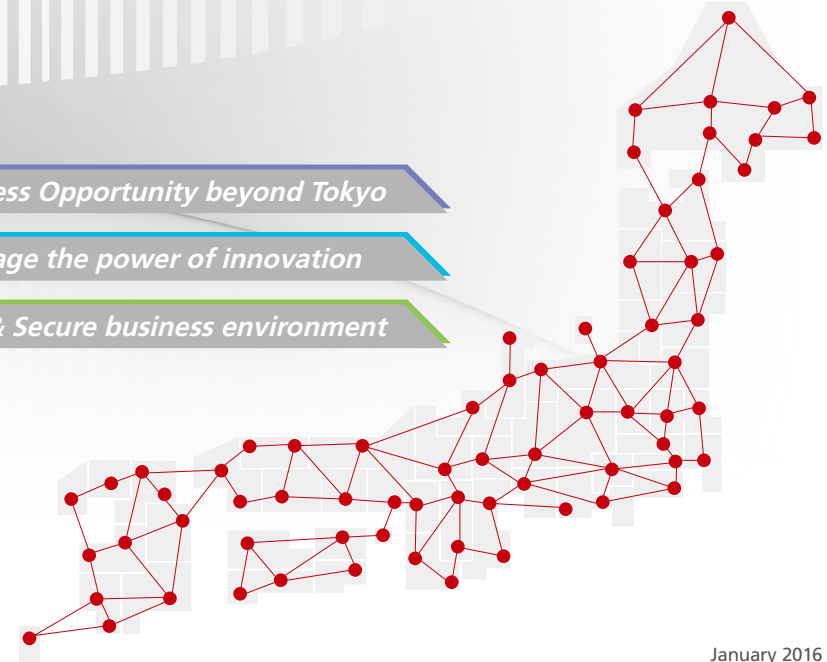 ess Opportunity beyond Tokyo
age the power of innovation
& Secure business environment
January 2016